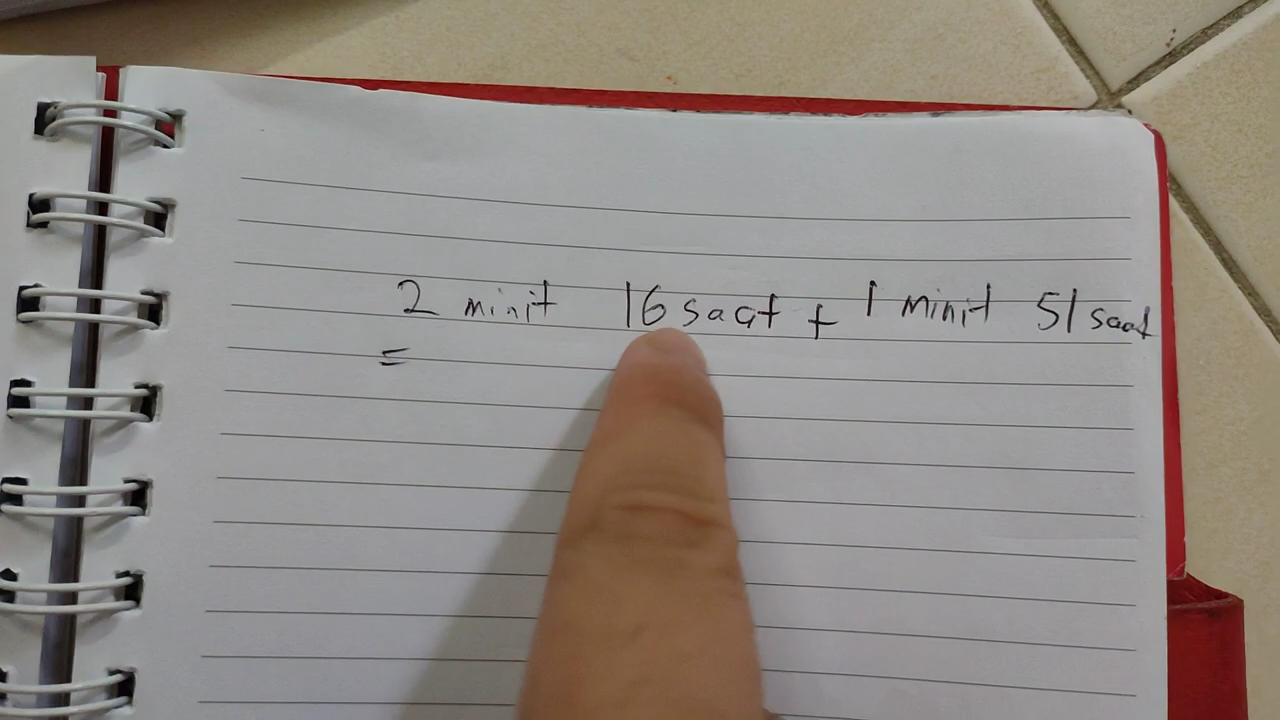 2 minit 16 saat + 1 minit 51 saat
=